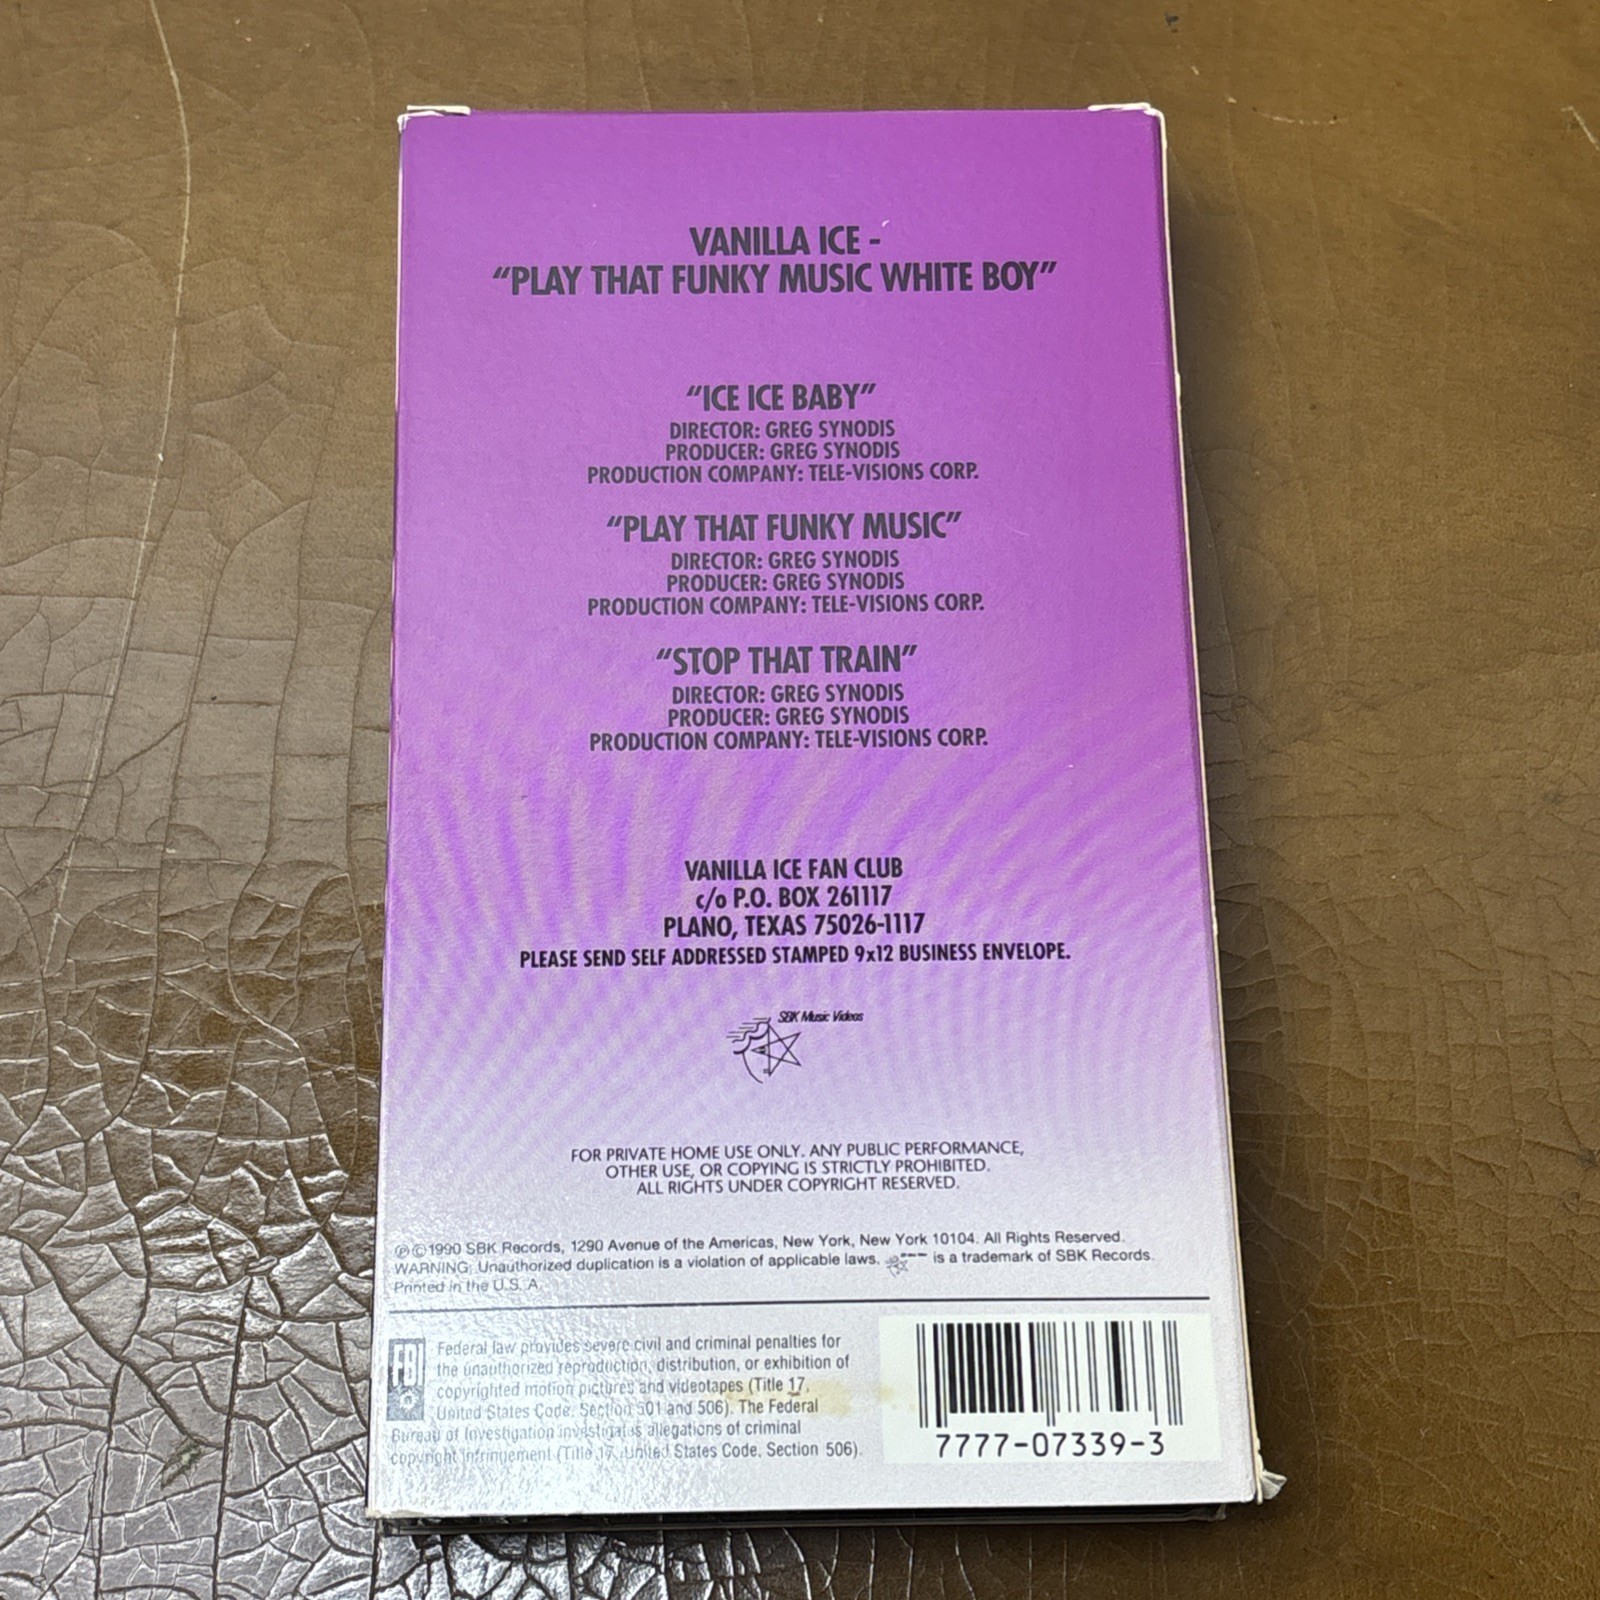 VANILLA ICE -
“PLAY THAT FUNKY MUSIC WHITE BOY”
“ICE ICE BABY”
DIRECTOR: GREG SYNODIS
PRODUCER: GREG SYNODIS
PRODUCTION COMPANY: TELE-VISIONS CORP.
“PLAY THAT FUNKY MUSIC”
DIRECTOR: GREG SYNODIS
PRODUCER: GREG SYNODIS
PRODUCTION COMPANY: TELE-VISIONS CORP.
“STOP THAT TRAIN”
DIRECTOR: GREG SYNODIS
PRODUCER: GREG SYNODIS
PRODUCTION COMPANY: TELE-VISIONS CORP.
VANILLA ICE FAN CLUB
c/o P.O. BOX 261117
PLANO, TEXAS 75026-1117
PLEASE SEND SELF ADDRESSED STAMPED 9x12 BUSINESS ENVELOPE.
SBK Music Videos
FOR PRIVATE HOME USE ONLY. ANY PUBLIC PERFORMANCE,
OTHER USE, OR COPYING IS STRICTLY PROHIBITED.
ALL RIGHTS UNDER COPYRIGHT RESERVED.
℗©1990 SBK Records, 1290 Avenue of the Americas, New York, New York 10104. All Rights Reserved.
WARNING: Unauthorized duplication is a violation of applicable laws. is a trademark of SBK Records.
Printed in the U.S.A.
FBI
Federal law provides severe civil and criminal penalties for
the unauthorized reproduction, distribution, or exhibition of
copyrighted motion pictures and videotapes (Title 17,
United States Code, Section 501 and 506). The Federal
Bureau of Investigation investigates allegations of criminal
copyright infringement (Title 17, United States Code, Section 506).
7777-07339-3